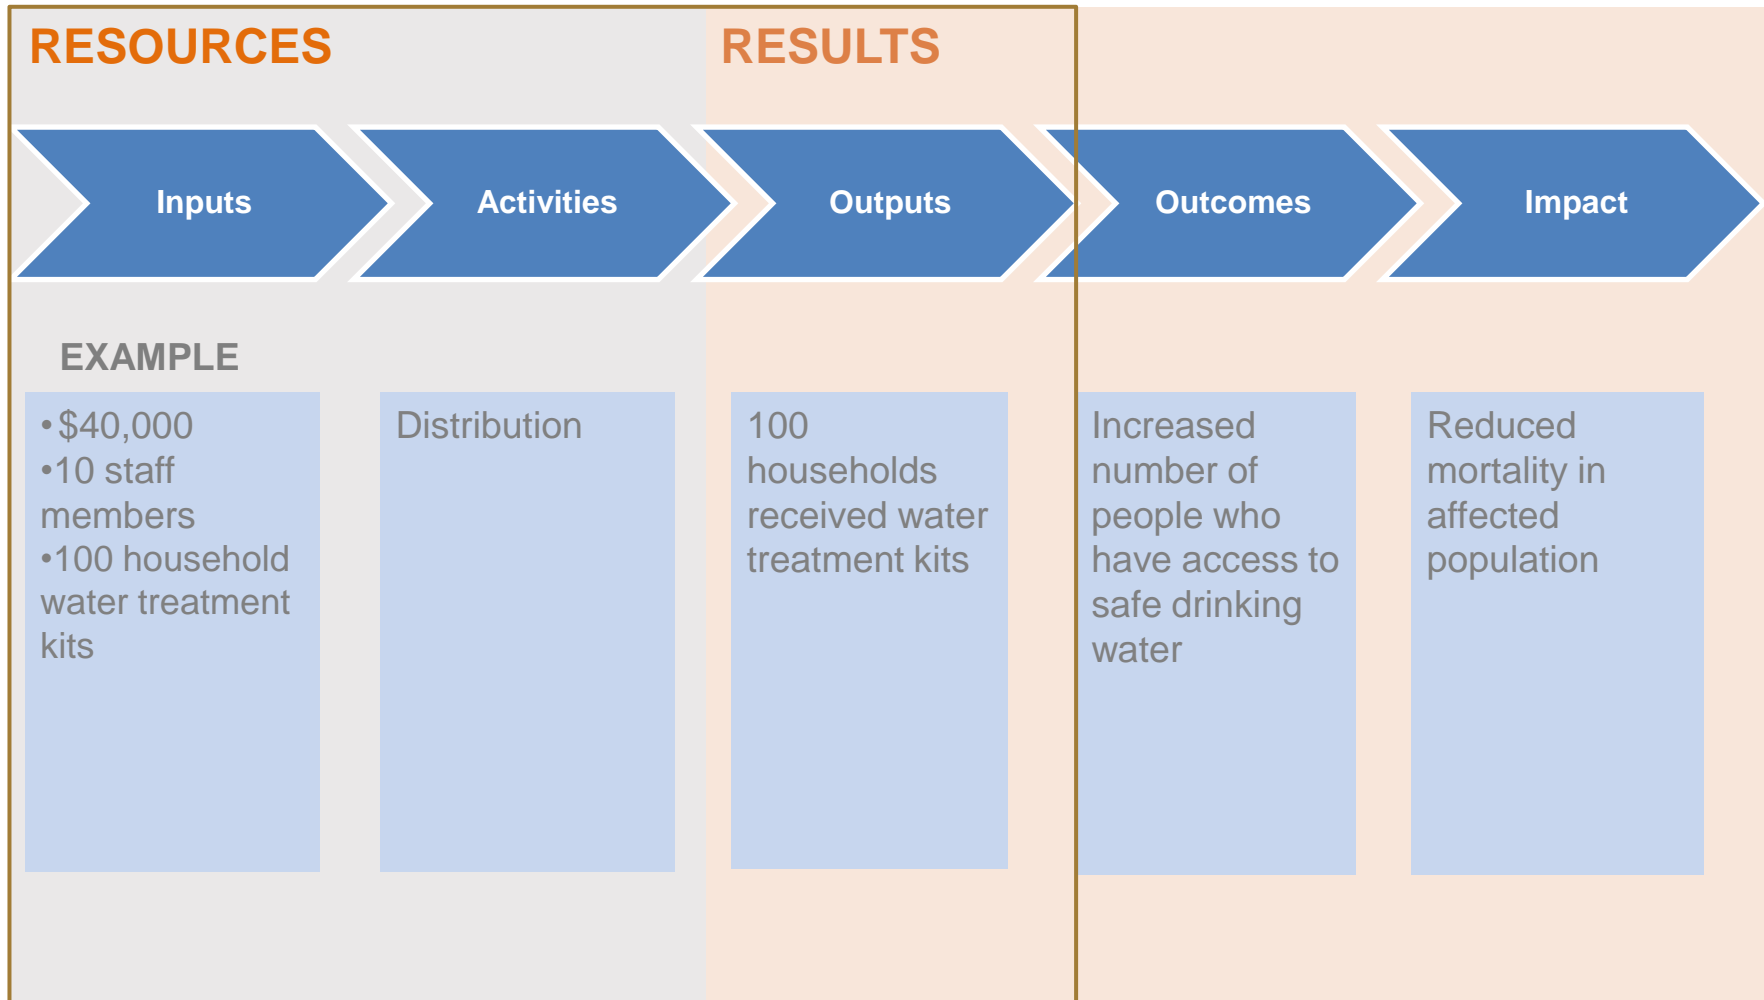 RESOURCES
RESULTS
Inputs
Activities
Outputs
Outcomes
Impact
EXAMPLE
•$40,000
•10 staff
members
•100 household
water treatment
kits
Distribution
100
households
received water
treatment kits
Increased
number of
people who
have access to
safe drinking
water
Reduced
mortality in
affected
population